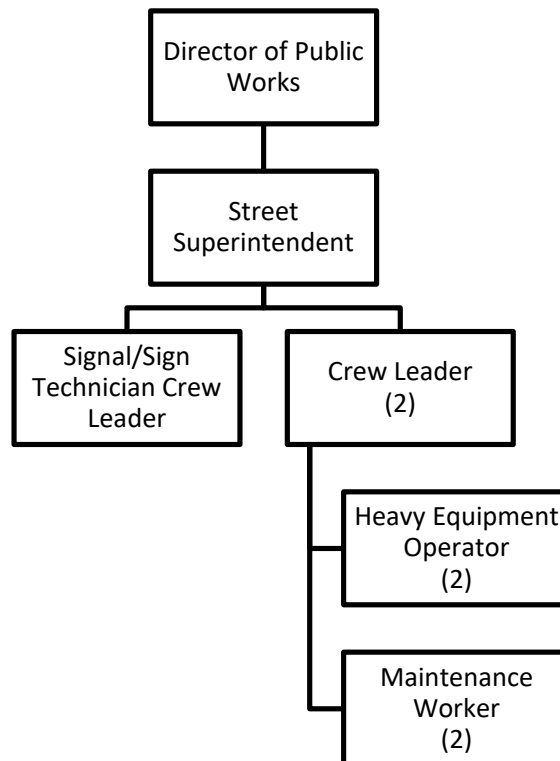 Director of Public
Works
Street
Superintendent
Signal/Sign
Technician Crew
Leader
Crew Leader
(2)
Heavy Equipment
Operator
(2)
Maintenance
Worker
(2)